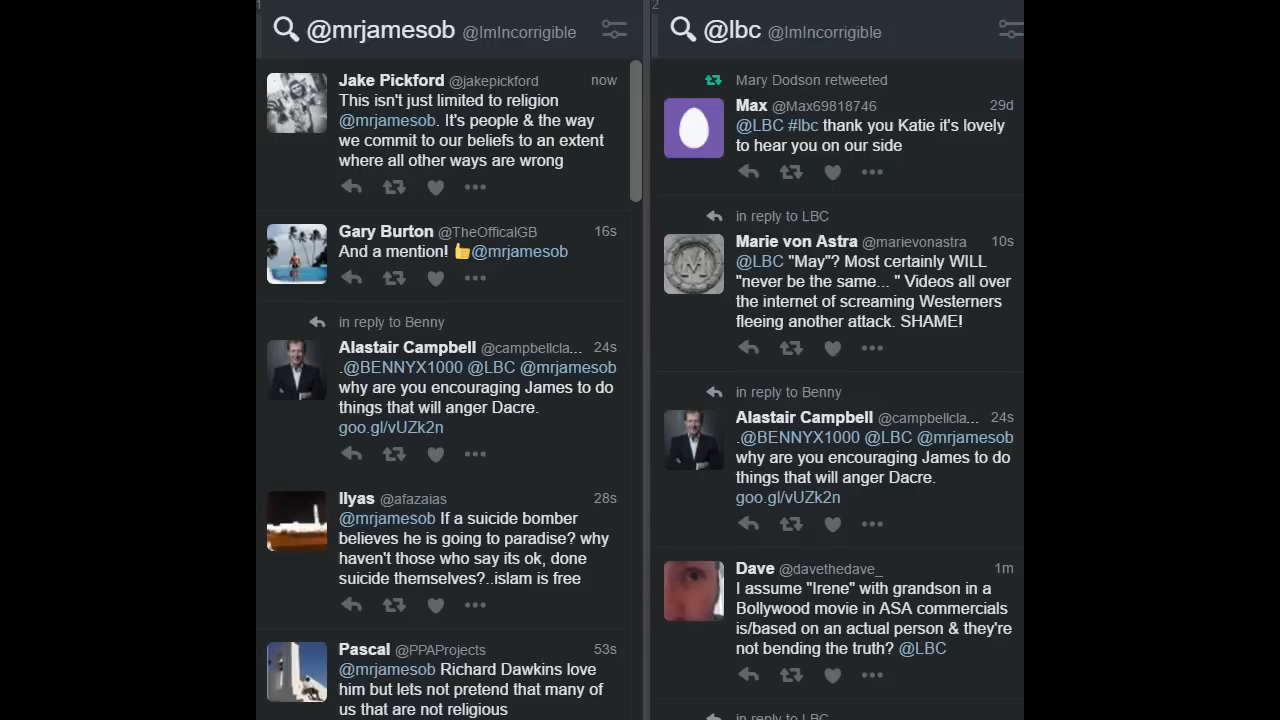 1
@mrjamesob @ImIncorrigible
Jake Pickford @jakepickford now
This isn't just limited to religion
@mrjamesob. It's people & the way
we commit to our beliefs to an extent
where all other ways are wrong
Gary Burton @TheOfficalGB 16s
And a mention! 👍@mrjamesob
in reply to Benny
Alastair Campbell @campbellcla... 24s
.@BENNYX1000 @LBC @mrjamesob
why are you encouraging James to do
things that will anger Dacre.
goo.gl/vUZk2n
Ilyas @afazaias 28s
@mrjamesob If a suicide bomber
believes he is going to paradise? why
haven't those who say its ok, done
suicide themselves?..islam is free
Pascal @PPAProjects 53s
@mrjamesob Richard Dawkins love
him but lets not pretend that many of
us that are not religious
2
@lbc @ImIncorrigible
Mary Dodson retweeted
Max @Max69818746 29d
@LBC #lbc thank you Katie it's lovely
to hear you on our side
in reply to LBC
Marie von Astra @marievonastra 10s
@LBC "May"? Most certainly WILL
"never be the same... " Videos all over
the internet of screaming Westerners
fleeing another attack. SHAME!
in reply to Benny
Alastair Campbell @campbellcla... 24s
.@BENNYX1000 @LBC @mrjamesob
why are you encouraging James to do
things that will anger Dacre.
goo.gl/vUZk2n
Dave @davethedave_ 1m
I assume "Irene" with grandson in a
Bollywood movie in ASA commercials
is/based on an actual person & they're
not bending the truth? @LBC
in reply to LBC